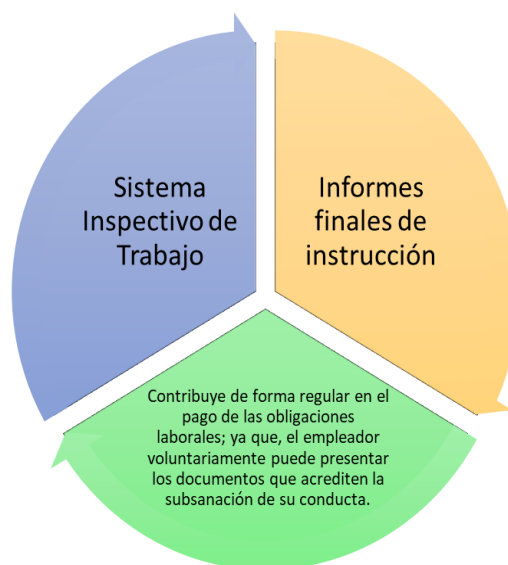 Sistema
Inspectivo de
Trabajo
Informes
finales de
instrucción
Contribuye de forma regular en el
pago de las obligaciones
laborales; ya que, el empleador
voluntariamente puede presentar
los documentos que acrediten la
subsanación de su conducta.